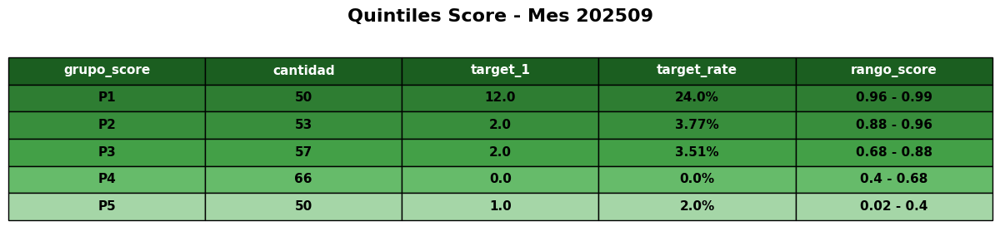 Quintiles Score - Mes 202509
grupo_score cantidad target_1 target_rate rango_score
P1 50 12.0 24.0% 0.96 - 0.99
P2 53 2.0 3.77% 0.88 - 0.96
P3 57 2.0 3.51% 0.68 - 0.88
P4 66 0.0 0.0% 0.4 - 0.68
P5 50 1.0 2.0% 0.02 - 0.4